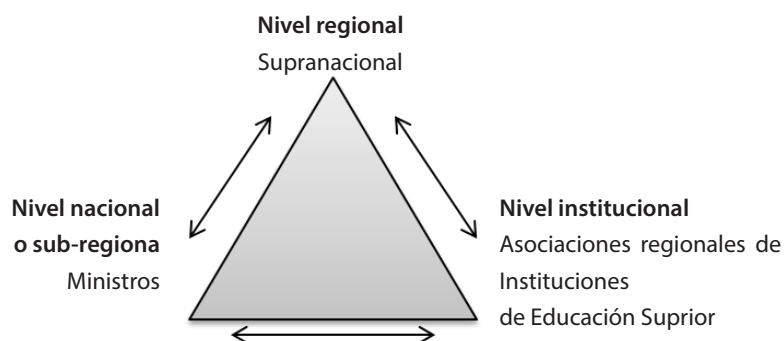 Nivel regional
Supranacional
Nivel nacional
o sub-regiona
Ministros
Nivel institucional
Asociaciones regionales de
Instituciones
de Educación Suprior